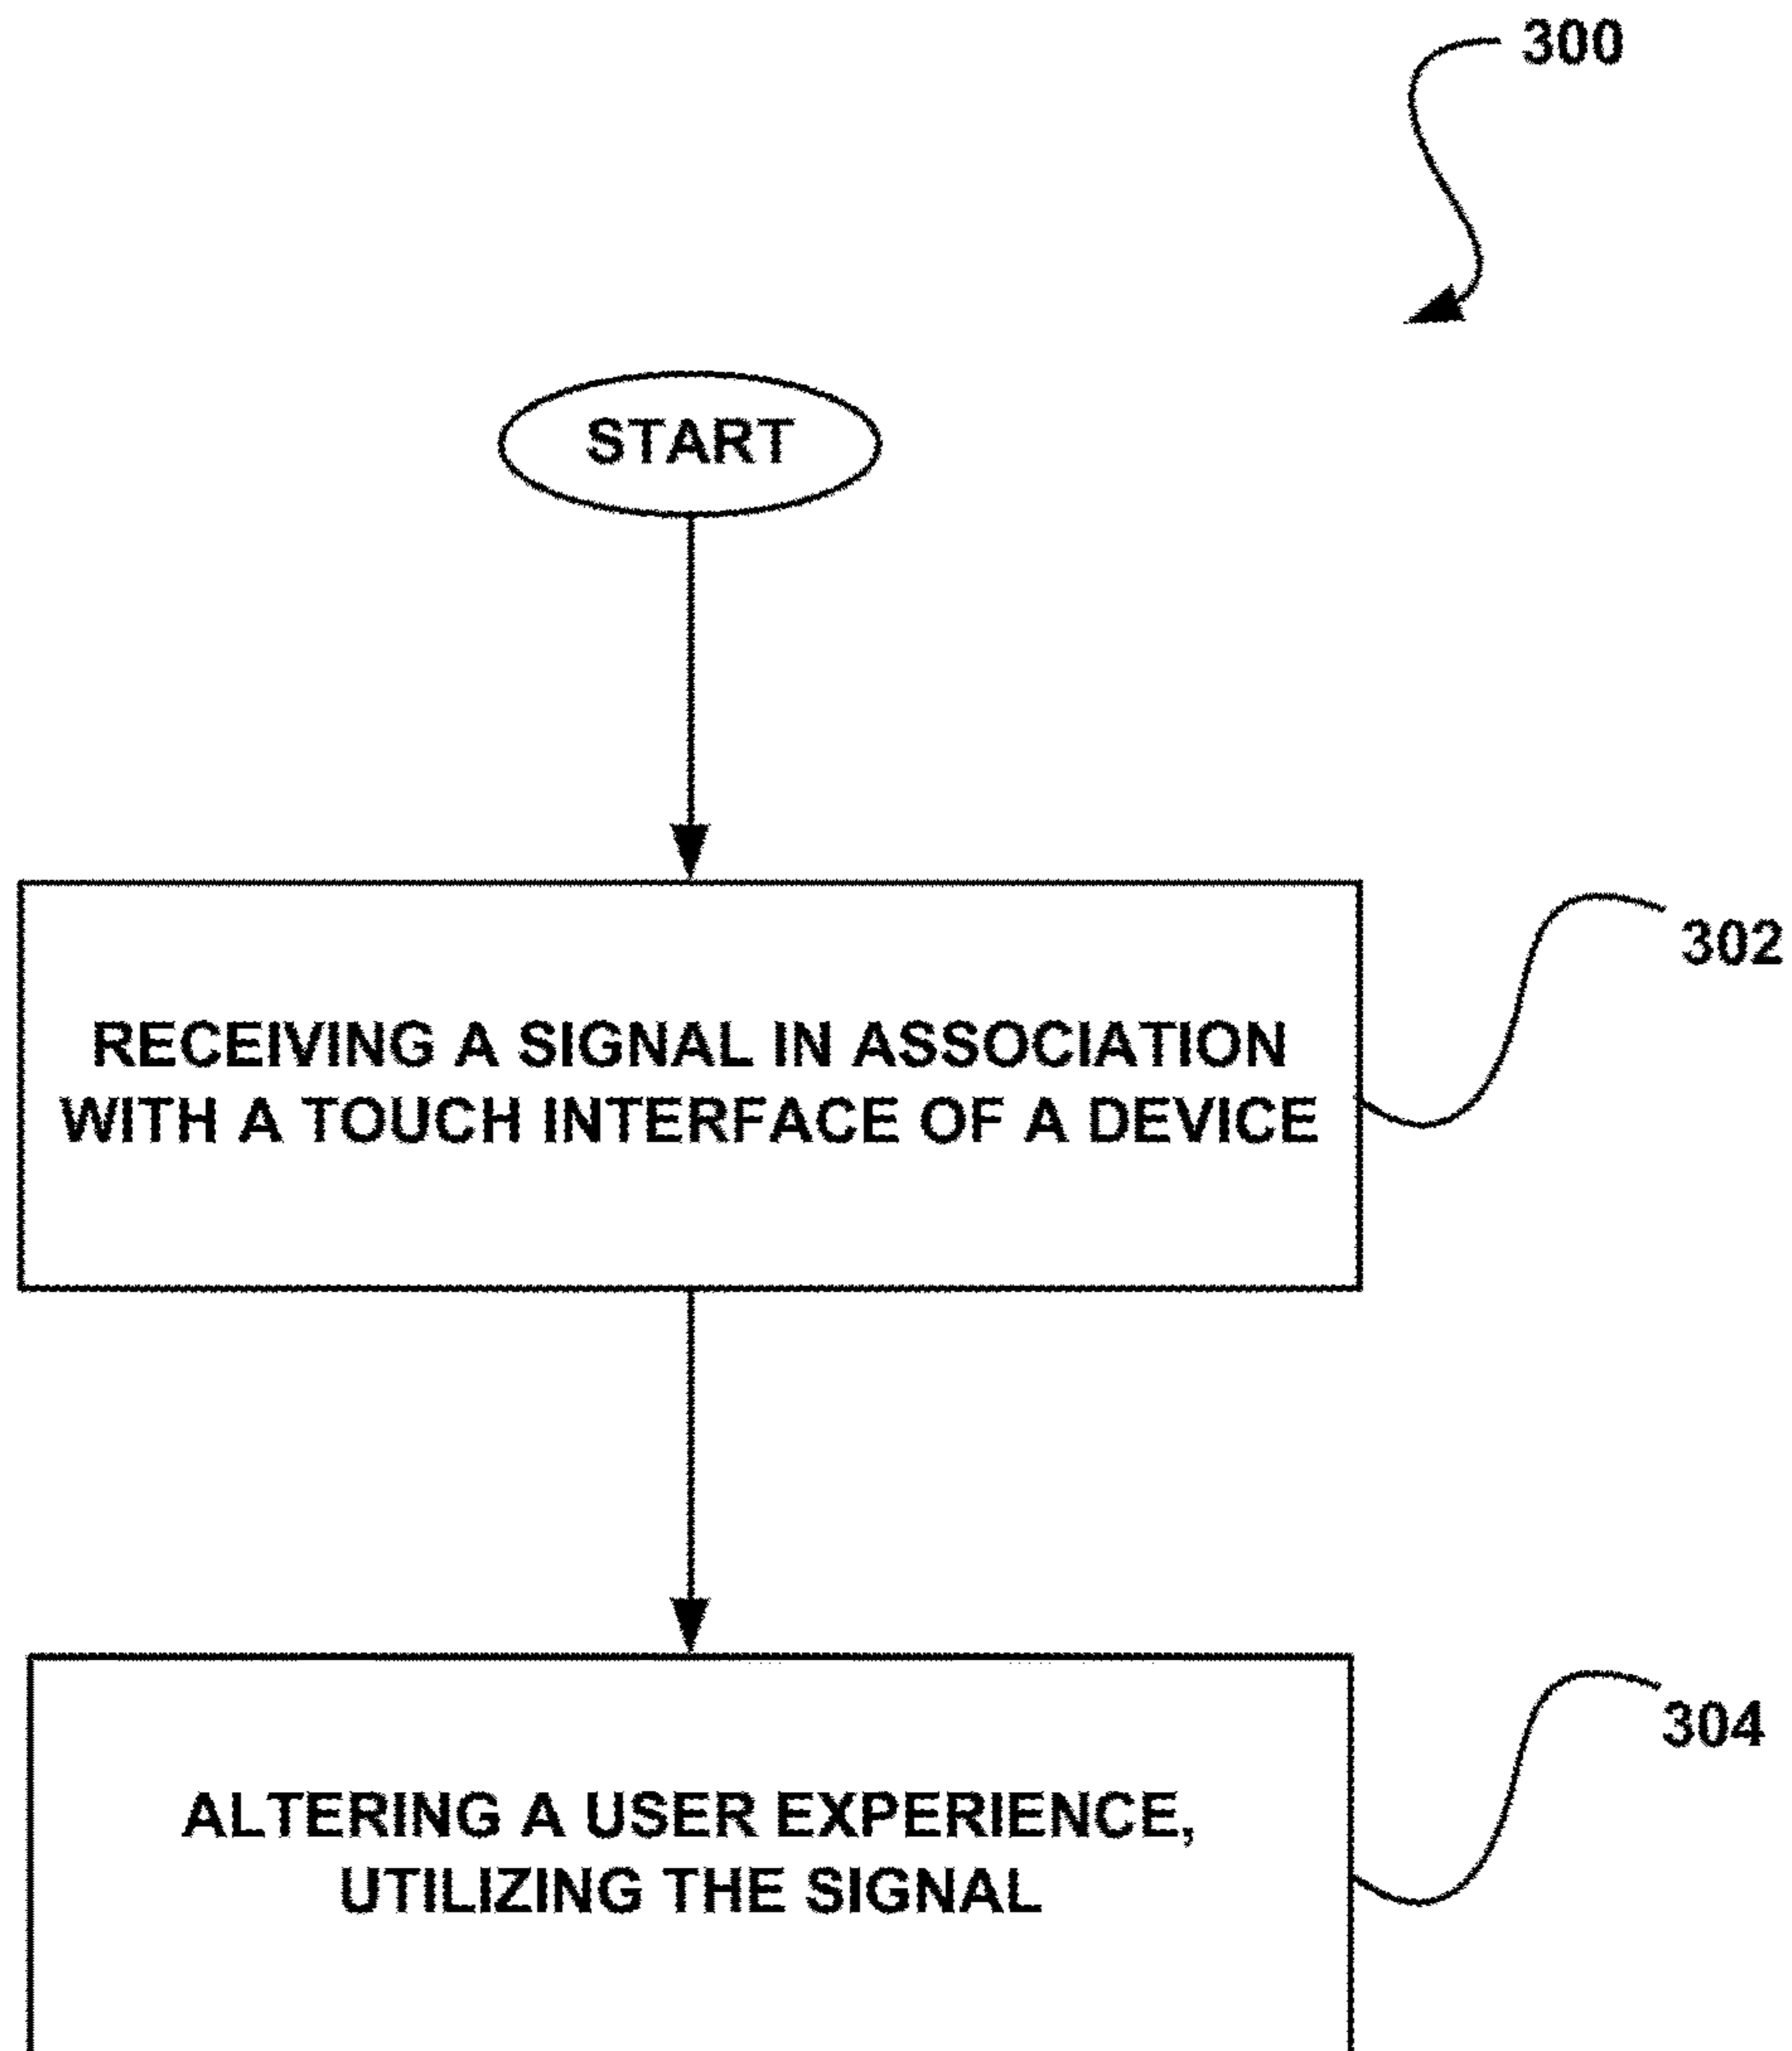 300
START
302
RECEIVING A SIGNAL IN ASSOCIATION
WITH A TOUCH INTERFACE OF A DEVICE
304
ALTERING A USER EXPERIENCE,
UTILIZING THE SIGNAL